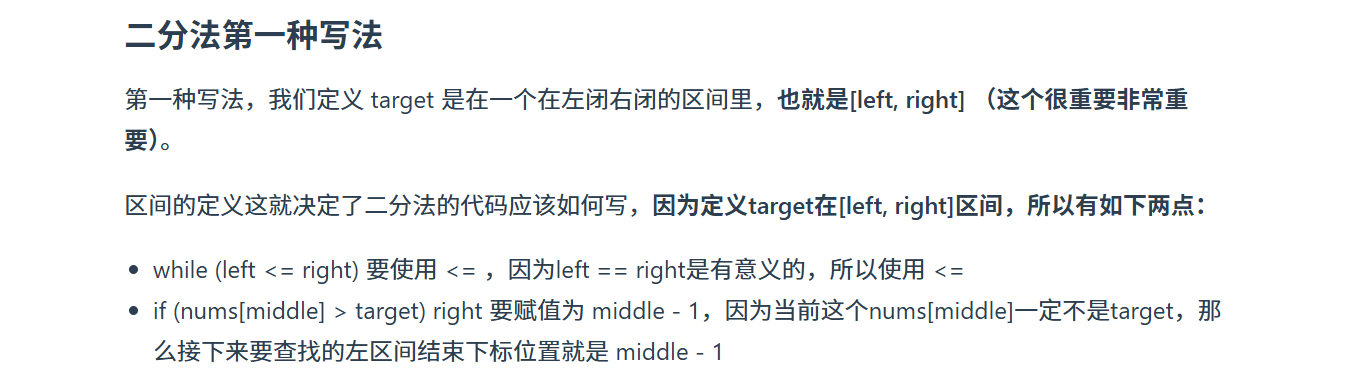 二分法第一种写法
第一种写法，我们定义 target 是在一个在左闭右闭的区间里，也就是[left, right] （这个很重要非常重
要）。
区间的定义这就决定了二分法的代码应该如何写，因为定义target在[left, right]区间，所以有如下两点：
• while (left <= right) 要使用 <= ，因为left == right是有意义的，所以使用 <=
• if (nums[middle] > target) right 要赋值为 middle - 1，因为当前这个nums[middle]一定不是target，那
么接下来要查找的左区间结束下标位置就是 middle - 1